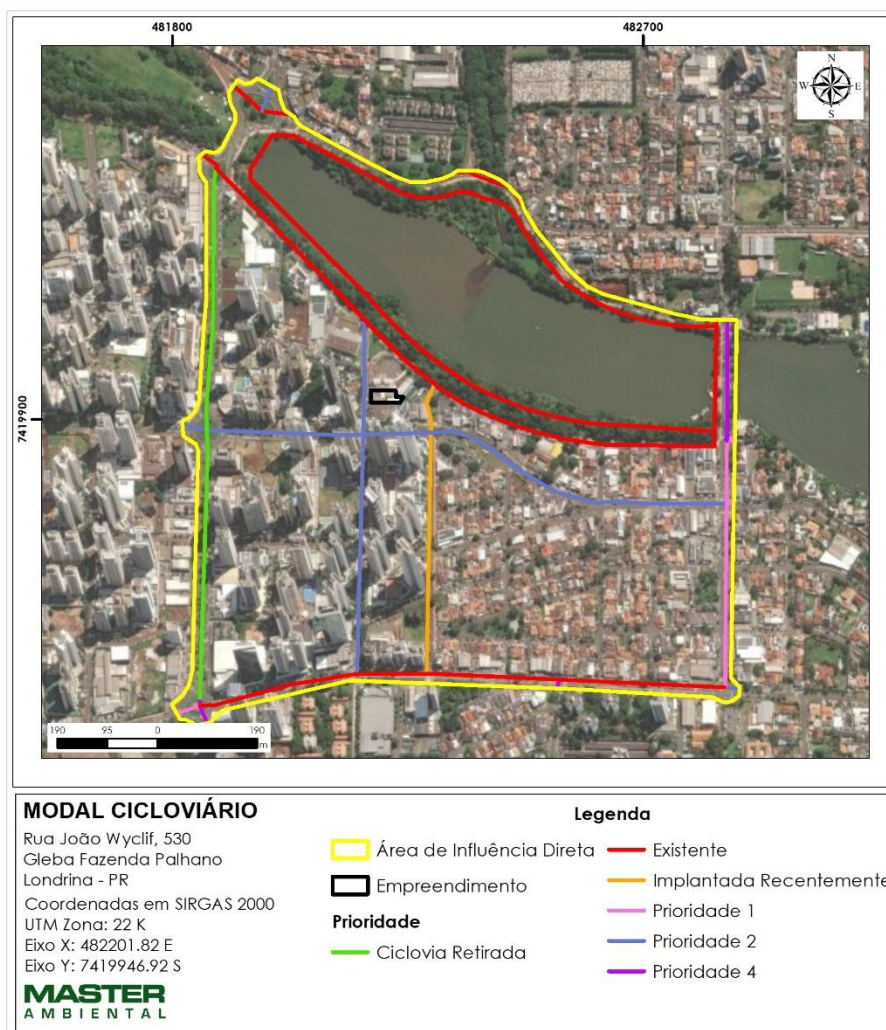 481800
482700
N
W E
S
7419900
190 95 0 190
m
MODAL CICLOVIÁRIO
Rua João Wyclif, 530
Gleba Fazenda Palhano
Londrina - PR
Coordenadas em SIRGAS 2000
UTM Zona: 22 K
Eixo X: 482201.82 E
Eixo Y: 7419946.92 S
MASTER
AMBIENTAL
Legenda
Área de Influência Direta
Empreendimento
Prioridade
Ciclovia Retirada
Existente
Implantada Recentemente
Prioridade 1
Prioridade 2
Prioridade 4